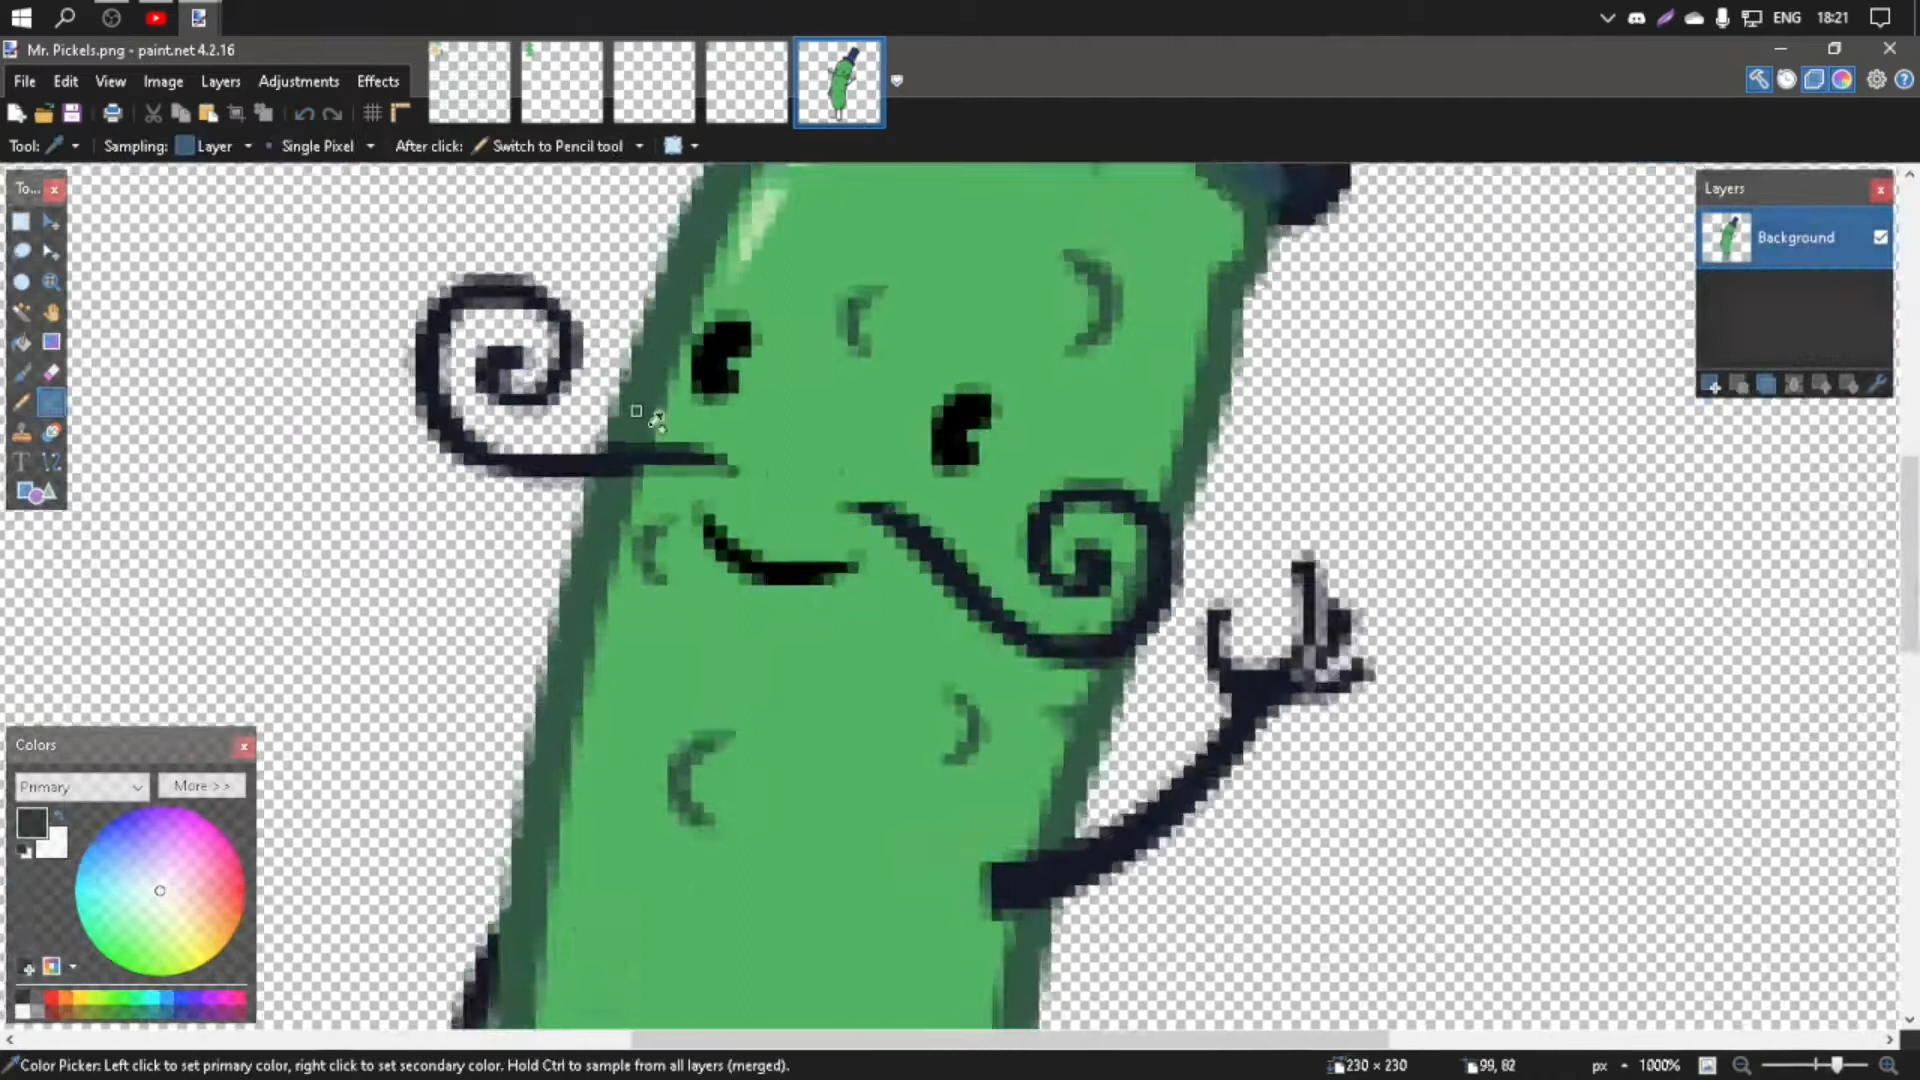 ENG 18:21
Mr. Pickels.png - paint.net 4.2.16
File Edit View Image Layers Adjustments Effects
Tool: Sampling: Layer Single Pixel After click: Switch to Pencil tool
To... x
Layers x
Background
Colors x
Primary More >>
Color Picker: Left click to set primary color, right click to set secondary color. Hold Ctrl to sample from all layers (merged). 230 × 230 99, 82 px 1000%